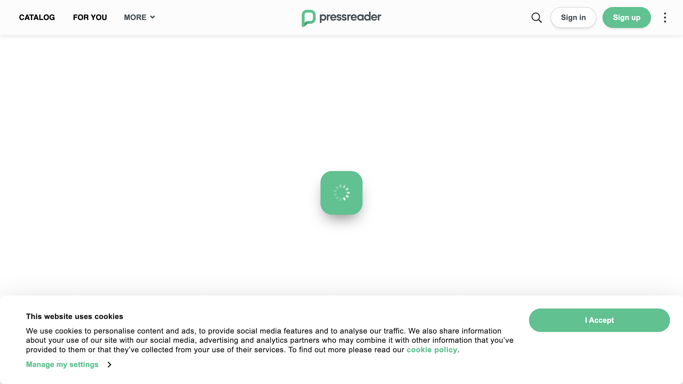 CATALOG FOR YOU MORE pressreader Sign in Sign up
This website uses cookies
I Accept
We use cookies to personalise content and ads, to provide social media features and to analyse our traffic. We also share information
about your use of our site with our social media, advertising and analytics partners who may combine it with other information that you've
provided to them or that they've collected from your use of their services. To find out more please read our cookie policy.
Manage my settings